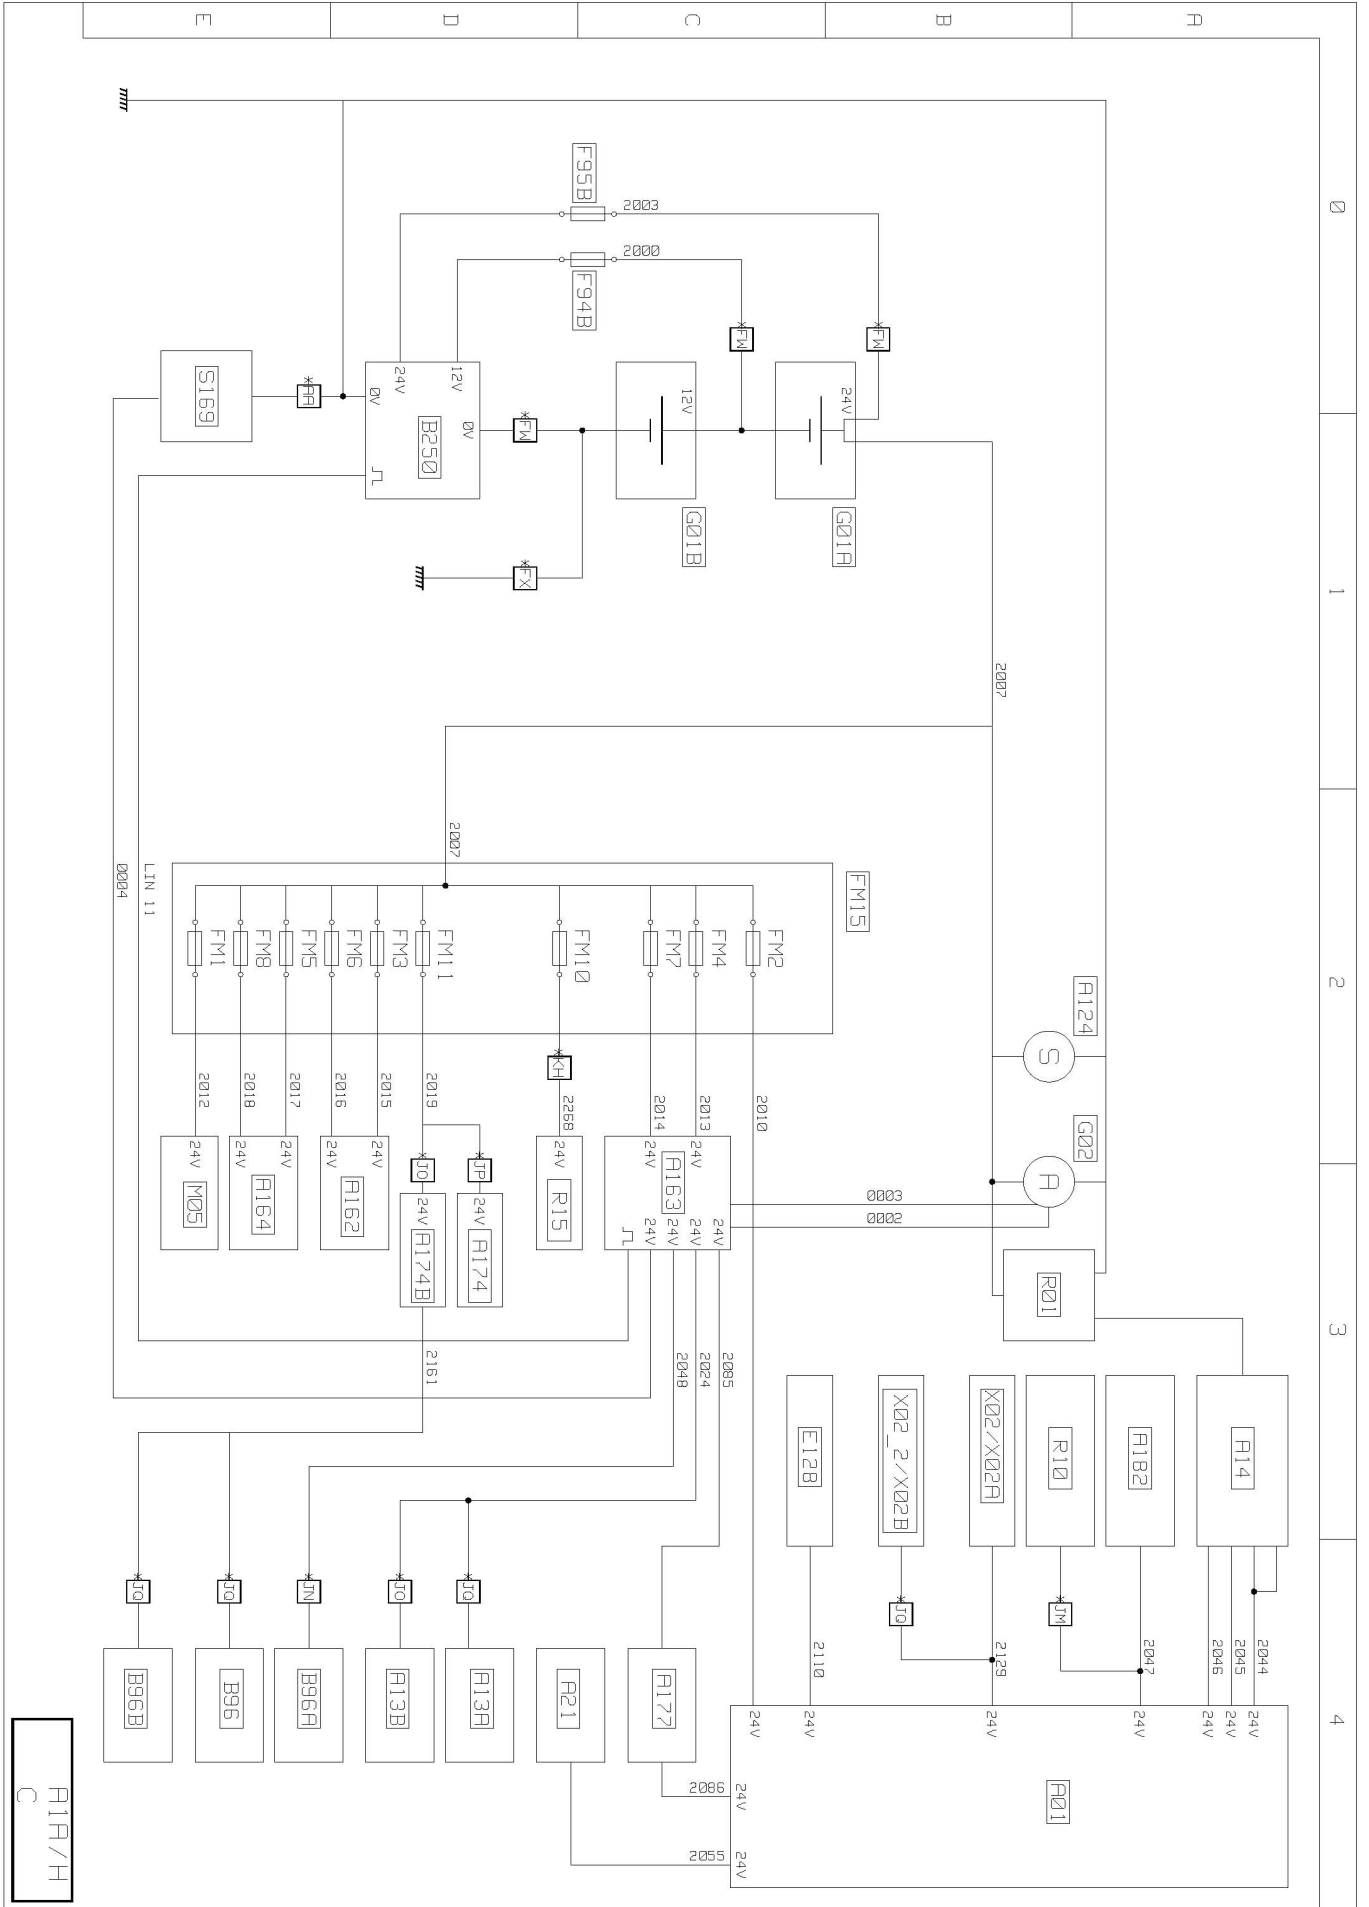 A
B
C
D
E
0
1
2
3
4
F95B
2003
2000
F94B
*FW
*FW
24V
12V
0V
0V
B250
*FW
*AA
S169
12V
G01B
24V
G01A
*FX
2007
2007
LIN 11
0004
FM15
FM2
FM4
FM7
FM10
FM11
FM3
FM6
FM5
FM8
FM1
A124
S
G02
A
*KH
2010
2013
2014
2268
2019
2015
2016
2017
2018
2012
0003
0002
24V
24V
A163
24V
24V
24V
24V
24V
R15
*JP
24V
A174
*JO
24V
A174B
24V
24V
A162
24V
24V
A164
24V
M05
R01
2161
2048
2024
2085
A14
A182
R10
X02/X02A
X02_2/X02B
E128
*JM
*JQ
2044
2045
2046
2047
2129
2110
*JQ
*JO
*JN
*JQ
*JQ
A177
A21
A13A
A13B
B96A
B96
B96B
24V
24V
24V
24V
24V
24V
24V
A01
2086
24V
2055
24V
A1A/H
C